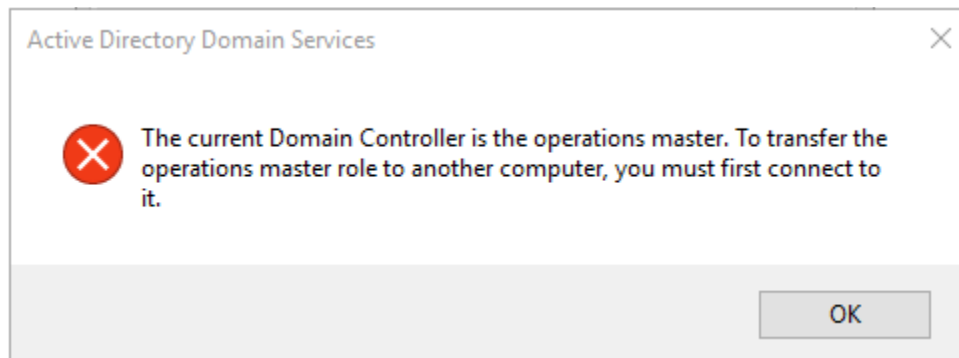 Active Directory Domain Services
The current Domain Controller is the operations master. To transfer the
operations master role to another computer, you must first connect to
it.
OK